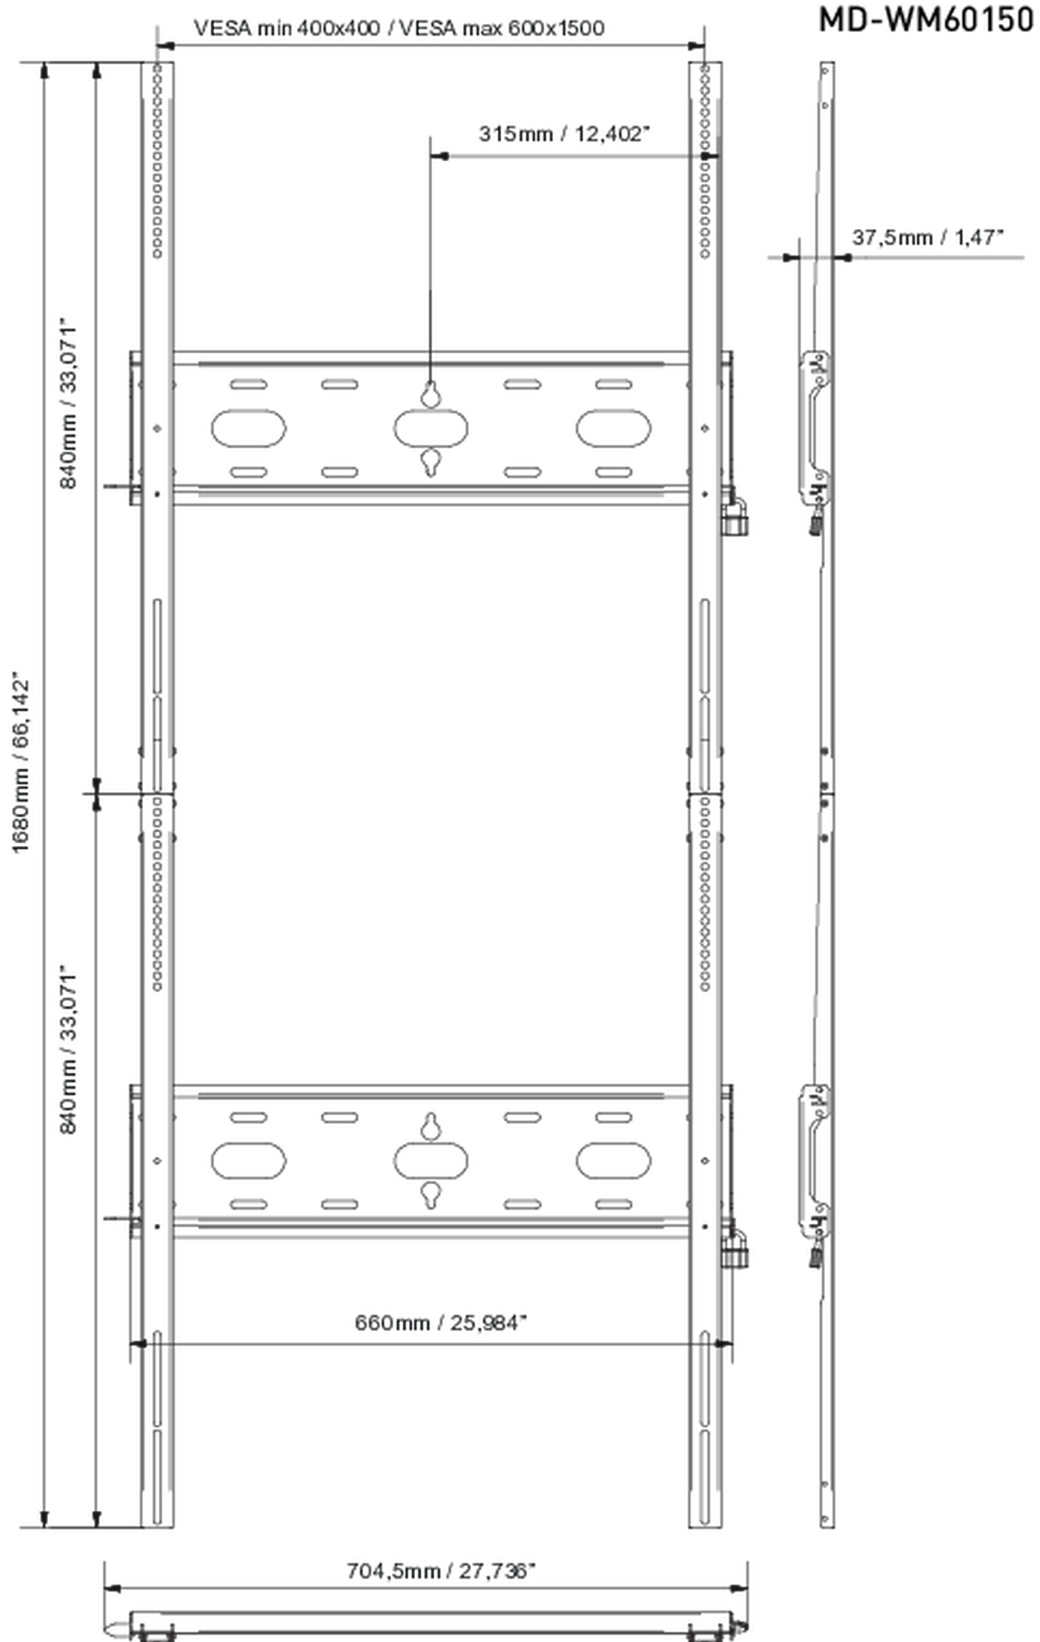 MD-WM60150
VESA min 400x400 / VESA max 600x1500
315mm / 12,402”
37,5mm / 1,47”
840mm / 33,071”
1680mm / 66,142”
840mm / 33,071”
660mm / 25,984”
704,5mm / 27,736”